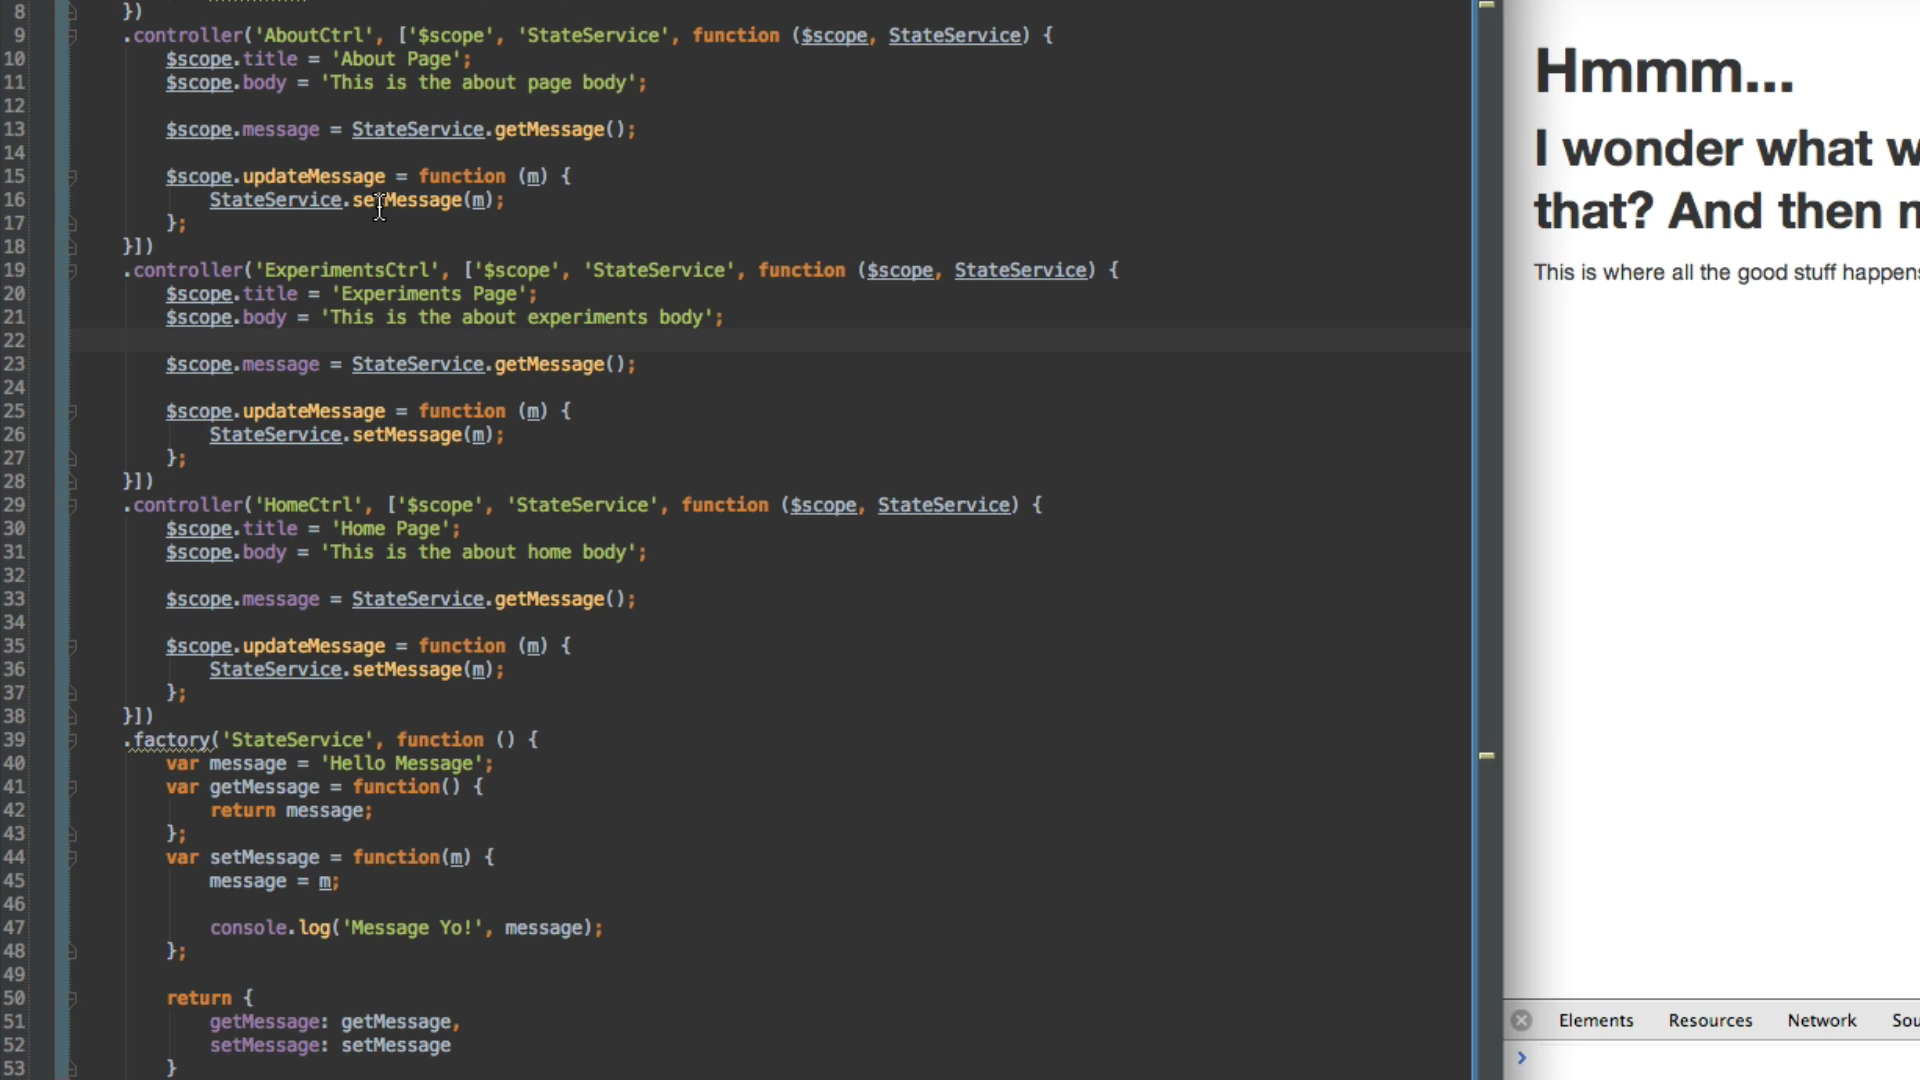 8 })
9 .controller('AboutCtrl', ['$scope', 'StateService', function ($scope, StateService) {
10 $scope.title = 'About Page';
11 $scope.body = 'This is the about page body';
12
13 $scope.message = StateService.getMessage();
14
15 $scope.updateMessage = function (m) {
16 StateService.setMessage(m);
17 };
18 }])
19 .controller('ExperimentsCtrl', ['$scope', 'StateService', function ($scope, StateService) {
20 $scope.title = 'Experiments Page';
21 $scope.body = 'This is the about experiments body';
22
23 $scope.message = StateService.getMessage();
24
25 $scope.updateMessage = function (m) {
26 StateService.setMessage(m);
27 };
28 }])
29 .controller('HomeCtrl', ['$scope', 'StateService', function ($scope, StateService) {
30 $scope.title = 'Home Page';
31 $scope.body = 'This is the about home body';
32
33 $scope.message = StateService.getMessage();
34
35 $scope.updateMessage = function (m) {
36 StateService.setMessage(m);
37 };
38 }])
39 .factory('StateService', function () {
40 var message = 'Hello Message';
41 var getMessage = function() {
42 return message;
43 };
44 var setMessage = function(m) {
45 message = m;
46
47 console.log('Message Yo!', message);
48 };
49
50 return {
51 getMessage: getMessage,
52 setMessage: setMessage
53 }
Hmmm...
I wonder what w
that? And then n
This is where all the good stuff happens
Elements Resources Network Sou